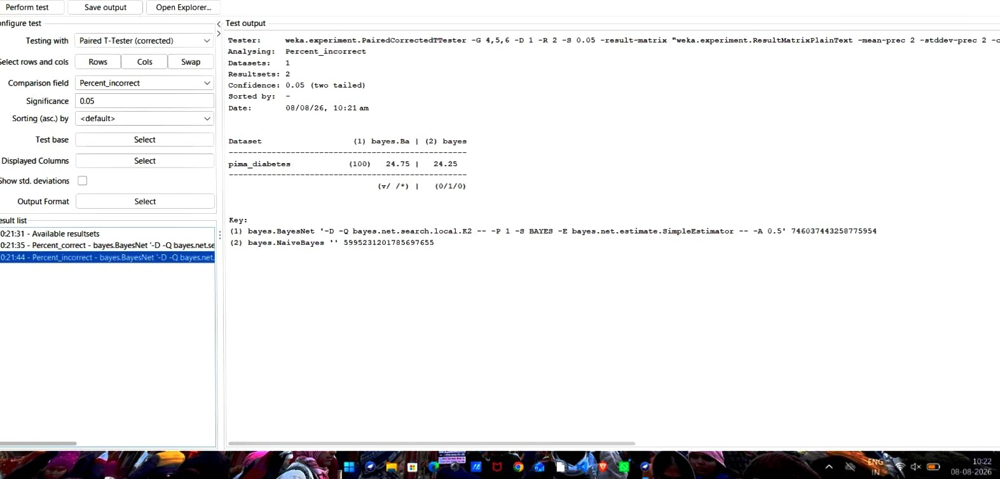 Perform test
Save output
Open Explorer...
nfigure test
Testing with
Paired T-Tester (corrected)
Select rows and cols
Rows
Cols
Swap
Comparison field
Percent_incorrect
Significance
0.05
Sorting (asc.) by
<default>
Test base
Select
Displayed Columns
Select
Show std. deviations
Output Format
Select
esult list
0:21:31 - Available resultsets
0:21:35 - Percent_correct - bayes.BayesNet '-D -Q bayes.net.se
0:21:44 - Percent_incorrect - bayes.BayesNet '-D -Q bayes.net.
Test output
Tester: weka.experiment.PairedCorrectedTTester -G 4,5,6 -D 1 -R 2 -S 0.05 -result-matrix "weka.experiment.ResultMatrixPlainText -mean-prec 2 -stddev-prec 2 -c
Analysing: Percent_incorrect
Datasets: 1
Resultsets: 2
Confidence: 0.05 (two tailed)
Sorted by: -
Date: 08/08/26, 10:21 am
Dataset (1) bayes.Ba | (2) bayes
pima_diabetes (100) 24.75 | 24.25
(v/ /*) | (0/1/0)
Key:
(1) bayes.BayesNet '-D -Q bayes.net.search.local.K2 -- -P 1 -S BAYES -E bayes.net.estimate.SimpleEstimator -- -A 0.5' 746037443258775954
(2) bayes.NaiveBayes '' 5995231201785697655
ENG
IN
10:22
08-08-2026